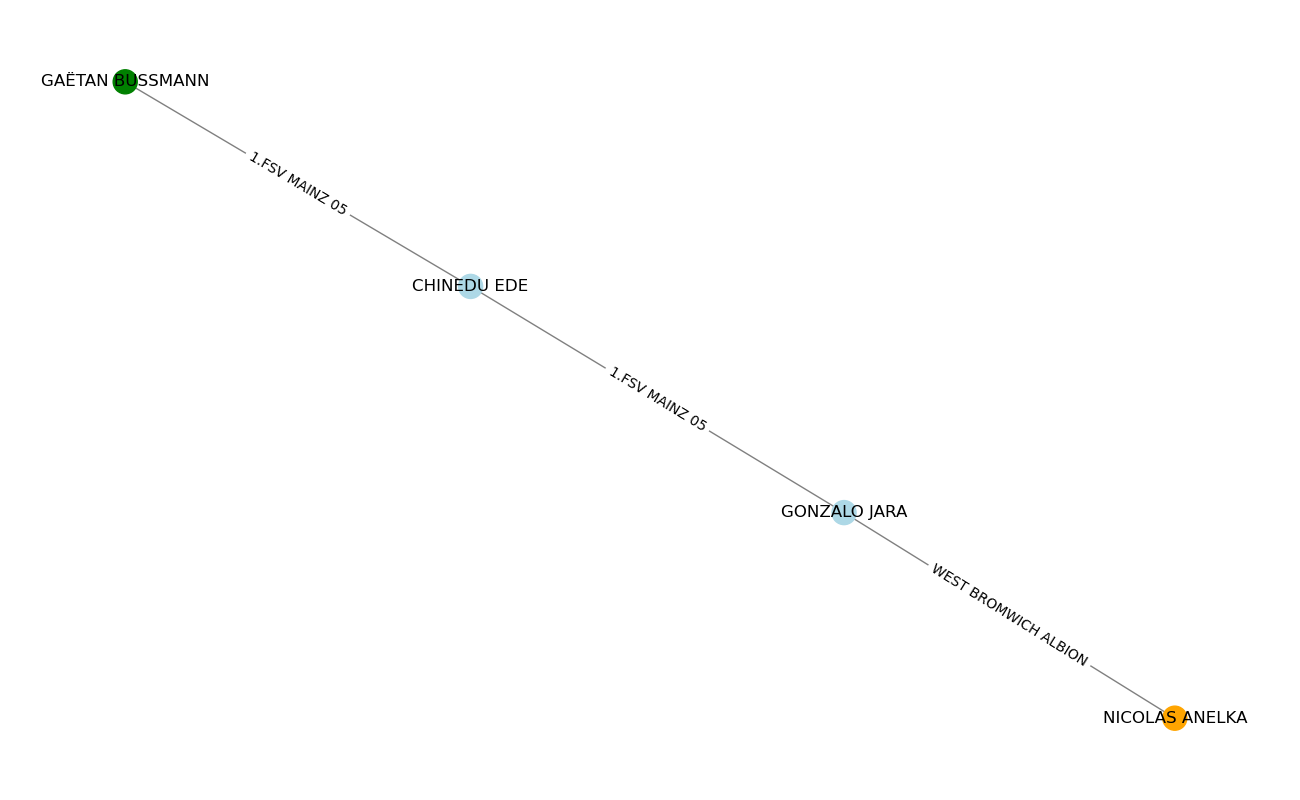 GAËTAN BUSSMANN
1.FSV MAINZ 05
CHINEDU EDE
1.FSV MAINZ 05
GONZALO JARA
WEST BROMWICH ALBION
NICOLAS ANELKA